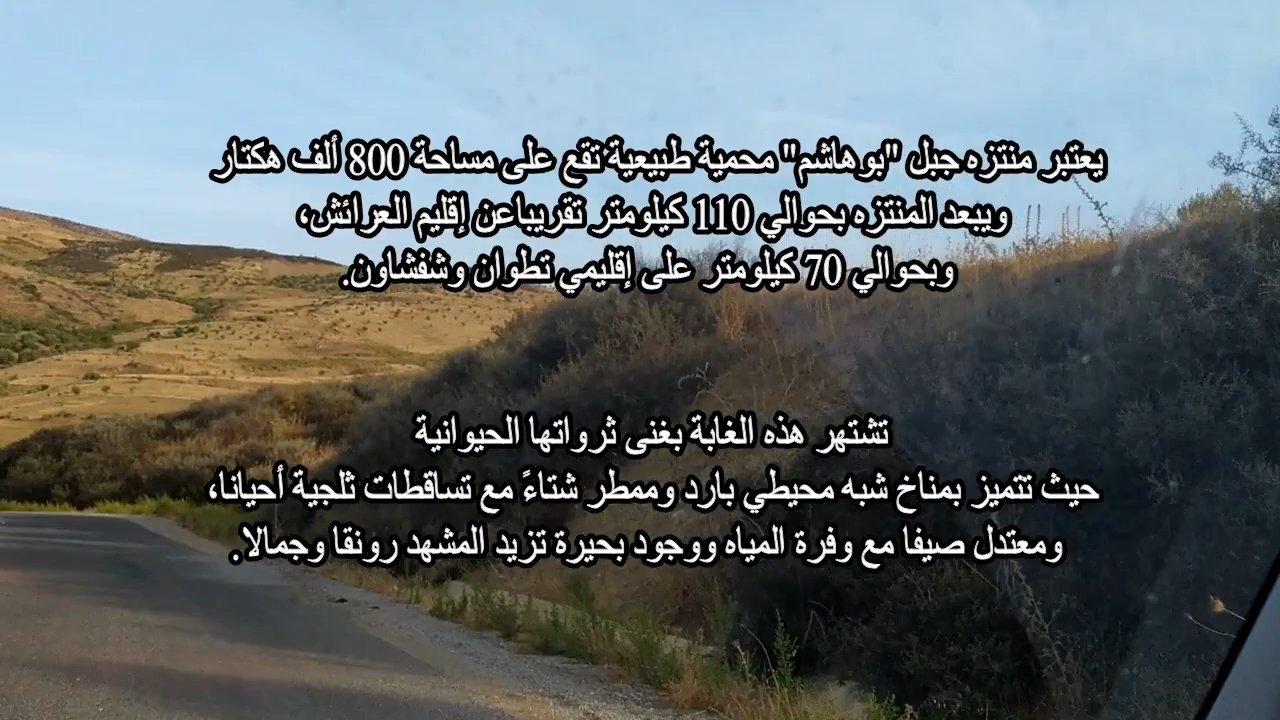 يعتبر منتزه جبل "بوهاشم" محمية طبيعية تقع على مساحة 800 ألف هكتار
ويبعد المنتزه بحوالي 110 كيلومتر تقريباعن إقليم العرائش،
وبحوالي 70 كيلومتر على إقليمي تطوان وشفشاون.
تشتهر هذه الغابة بغنى ثرواتها الحيوانية
حيث تتميز بمناخ شبه محيطي بارد وممطر شتاءً مع تساقطات ثلجية أحيانا،
ومعتدل صيفا مع وفرة المياه ووجود بحيرة تزيد المشهد رونقا وجمالا.